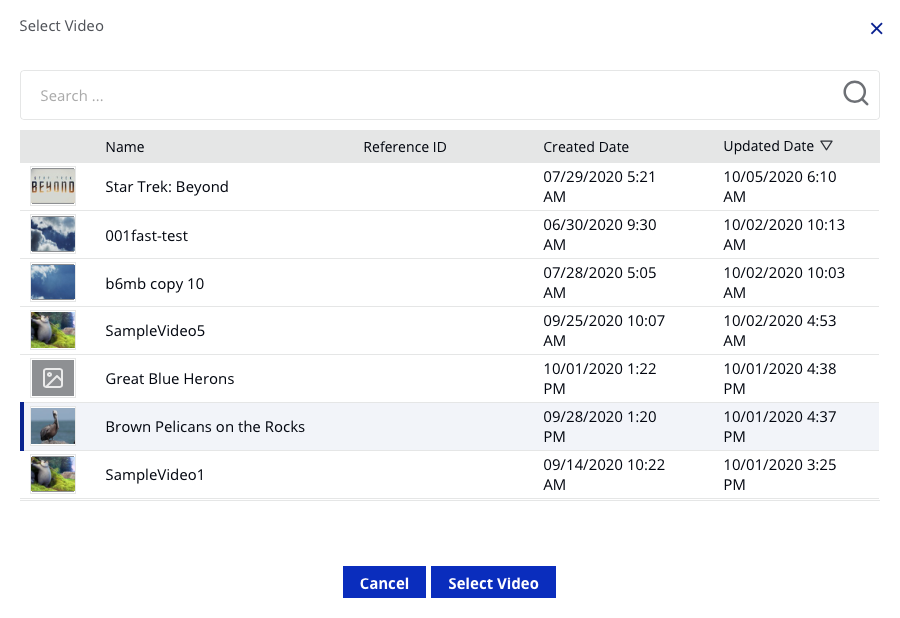 Select Video
Search ...
Name Reference ID Created Date Updated Date
BEYOND
Star Trek: Beyond 07/29/2020 5:21 AM 10/05/2020 6:10 AM
001fast-test 06/30/2020 9:30 AM 10/02/2020 10:13 AM
b6mb copy 10 07/28/2020 5:05 AM 10/02/2020 10:03 AM
SampleVideo5 09/25/2020 10:07 AM 10/02/2020 4:53 AM
Great Blue Herons 10/01/2020 1:22 PM 10/01/2020 4:38 PM
Brown Pelicans on the Rocks 09/28/2020 1:20 PM 10/01/2020 4:37 PM
SampleVideo1 09/14/2020 10:22 AM 10/01/2020 3:25 PM
Cancel Select Video